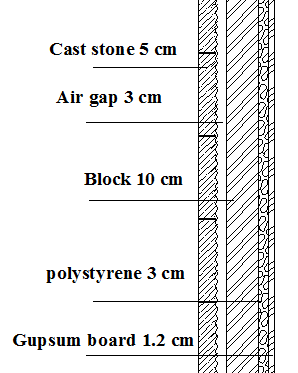 Cast stone 5 cm
Air gap 3 cm
Block 10 cm
polystyrene 3 cm
Gupsum board 1.2 cm